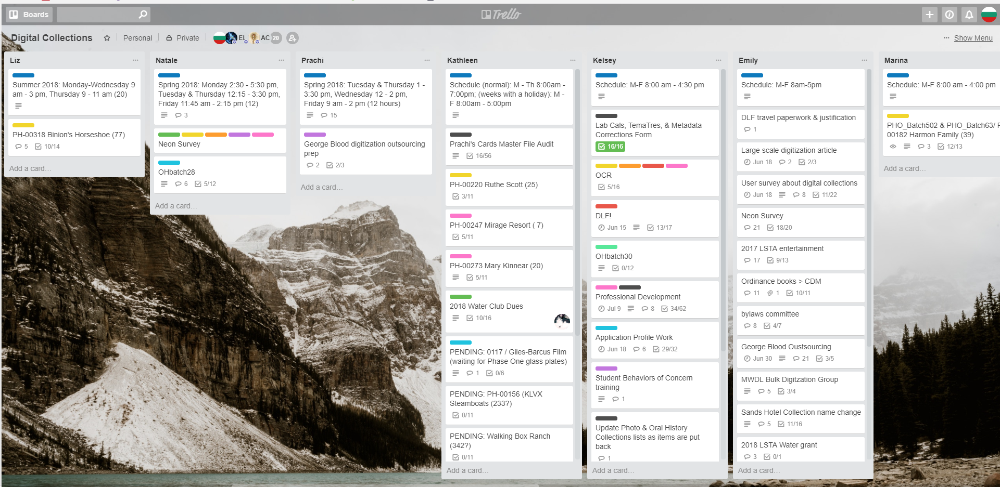 Boards
Trello
Digital Collections
Personal
Private
EL
AC
20
Show Menu
Liz
Summer 2018: Monday-Wednesday 9
am - 3 pm, Thursday 9 - 11 am (20)
PH-00318 Binion's Horseshoe (77)
5 10/14
Add a card...
Natale
Spring 2018: Monday 2:30 - 5:30 pm,
Tuesday & Thursday 12:15 - 3:30 pm,
Friday 11:45 am - 2:15 pm (12)
3
Neon Survey
OHbatch28
6 5/12
Add a card...
Prachi
Spring 2018: Tuesday & Thursday 1 -
3:30 pm, Wednesday 12 - 2 pm,
Friday 9 am - 2 pm (12 hours)
15
George Blood digitization outsourcing
prep
2 2/3
Add a card...
Kathleen
Schedule (normal): M - Th 8:00am -
7:00pm; (weeks with a holiday): M -
F 8:00am - 5:00pm
Prachi's Cards Master File Audit
16/56
PH-00220 Ruthe Scott (25)
3/11
PH-00247 Mirage Resort ( 7)
5/11
PH-00273 Mary Kinnear (20)
5/11
2018 Water Club Dues
10/16
PENDING: 0117 / Giles-Barcus Film
(waiting for Phase One glass plates)
1 0/6
PENDING: PH-00156 (KLVX
Steamboats (233?)
0/11
PENDING: Walking Box Ranch
(342?)
0/11
Add a card...
Kelsey
Schedule: M-F 8:00 am - 4:30 pm
Lab Cals, TemaTres, & Metadata
Corrections Form
16/16
OCR
5/16
DLF!
Jun 15 13/17
OHbatch30
0/12
Professional Development
Jul 9 8 34/62
Application Profile Work
Jun 18 6 29/32
Student Behaviors of Concern
training
1
Update Photo & Oral History
Collections lists as items are put
back
1
Add a card...
Emily
Schedule: M-F 8am-5pm
DLF travel paperwork & justification
1
Large scale digitization article
Jun 18 2 2/3
User survey about digital collections
Jun 18 8 11/22
Neon Survey
21 18/20
2017 LSTA entertainment
17 9/13
Ordinance books > CDM
11 1 10/11
bylaws committee
8 4/7
George Blood Oustsourcing
Jun 30 21 3/5
MWDL Bulk Digitzation Group
5 3/4
Sands Hotel Collection name change
5 11/16
2018 LSTA Water grant
3 0/1
Add a card...
Marina
Schedule: M-F 8:00 am - 4:00 pm
PHO_Batch502 & PHO_Batch63/
00182 Harmon Family (39)
3 12/13
Add a card...